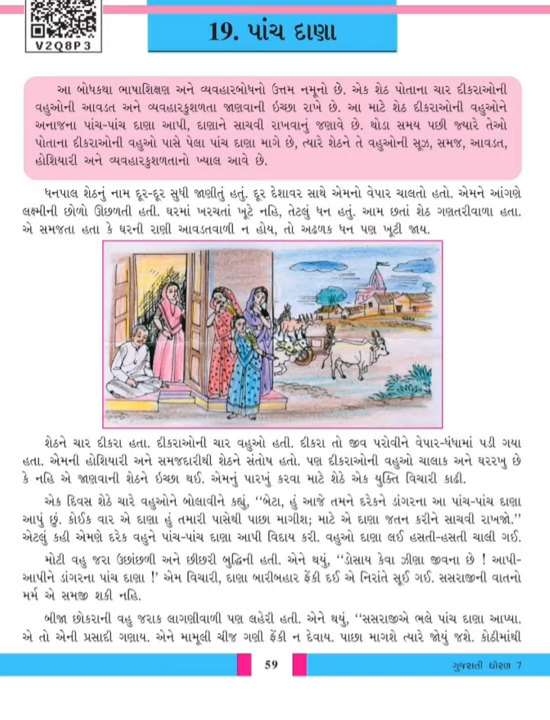 V2Q8P3
19. પાંચ દાણા
આ બોધકથા ભાષાશિક્ષણ અને વ્યવહારબોધનો ઉત્તમ નમૂનો છે. એક શેઠ પોતાના ચાર દીકરાઓની
વહુઓની આવડત અને વ્યવહારકુશળતા જાણવાની ઇચ્છા રાખે છે. આ માટે શેઠ દીકરાઓની વહુઓને
અનાજના પાંચ-પાંચ દાણા આપી, દાણાને સાચવી રાખવાનું જણાવે છે. થોડા સમય પછી જ્યારે તેઓ
પોતાના દીકરાઓની વહુઓ પાસે પેલા પાંચ દાણા માગે છે, ત્યારે શેઠને તે વહુઓની સૂઝ, સમજ, આવડત,
હોશિયારી અને વ્યવહારકુશળતાનો ખ્યાલ આવે છે.
ધનપાલ શેઠનું નામ દૂર-દૂર સુધી જાણીતું હતું. દૂર દેશાવર સાથે એમનો વેપાર ચાલતો હતો. એમને આંગણે
લક્ષ્મીની છોળો ઊછળતી હતી. ઘરમાં ખરચતાં ખૂટે નહિ, તેટલું ધન હતું. આમ છતાં શેઠ ગણતરીવાળા હતા.
એ સમજતા હતા કે ઘરની રાણી આવડતવાળી ન હોય, તો અઢળક ધન પણ ખૂટી જાય.
શેઠને ચાર દીકરા હતા. દીકરાઓની ચાર વહુઓ હતી. દીકરા તો જીવ પરોવીને વેપાર-ધંધામાં પડી ગયા
હતા. એમની હોશિયારી અને સમજદારીથી શેઠને સંતોષ હતો. પણ દીકરાઓની વહુઓ ચાલાક અને ઘરરખ્ખુ છે
કે નહિ એ જાણવાની શેઠને ઇચ્છા થઈ. એમનું પારખું કરવા માટે શેઠે એક યુક્તિ વિચારી કાઢી.
એક દિવસ શેઠે ચારે વહુઓને બોલાવીને કહ્યું, ‘‘બેટા, હું આજે તમને દરેકને ડાંગરના આ પાંચ-પાંચ દાણા
આપું છું. કોઈક વાર એ દાણા હું તમારી પાસેથી પાછા માગીશ; માટે એ દાણા જતન કરીને સાચવી રાખજો.’’
એટલું કહી એમણે દરેક વહુને પાંચ-પાંચ દાણા આપી વિદાય કરી. વહુઓ દાણા લઈ હસતી-હસતી ચાલી ગઈ.
મોટી વહુ જરા ઉછાંછળી અને છીછરી બુદ્ધિની હતી. એને થયું, ‘‘ડોસાય કેવા ઝીણા જીવના છે ! આપી-
આપીને ડાંગરના પાંચ દાણા !’ એમ વિચારી, દાણા બારીબહાર ફેંકી દઈ એ નિરાંતે સૂઈ ગઈ. સસરાજીની વાતનો
મર્મ એ સમજી શકી નહિ.
બીજા છોકરાની વહુ જરાક લાગણીવાળી પણ લહેરી હતી. એને થયું, ‘‘સસરાજીએ ભલે પાંચ દાણા આપ્યા.
એ તો એની પ્રસાદી ગણાય. એને મામૂલી ચીજ ગણી ફેંકી ન દેવાય. પાછા માગશે ત્યારે જોયું જશે. કોઠીમાંથી
59
ગુજરાતી ધોરણ 7